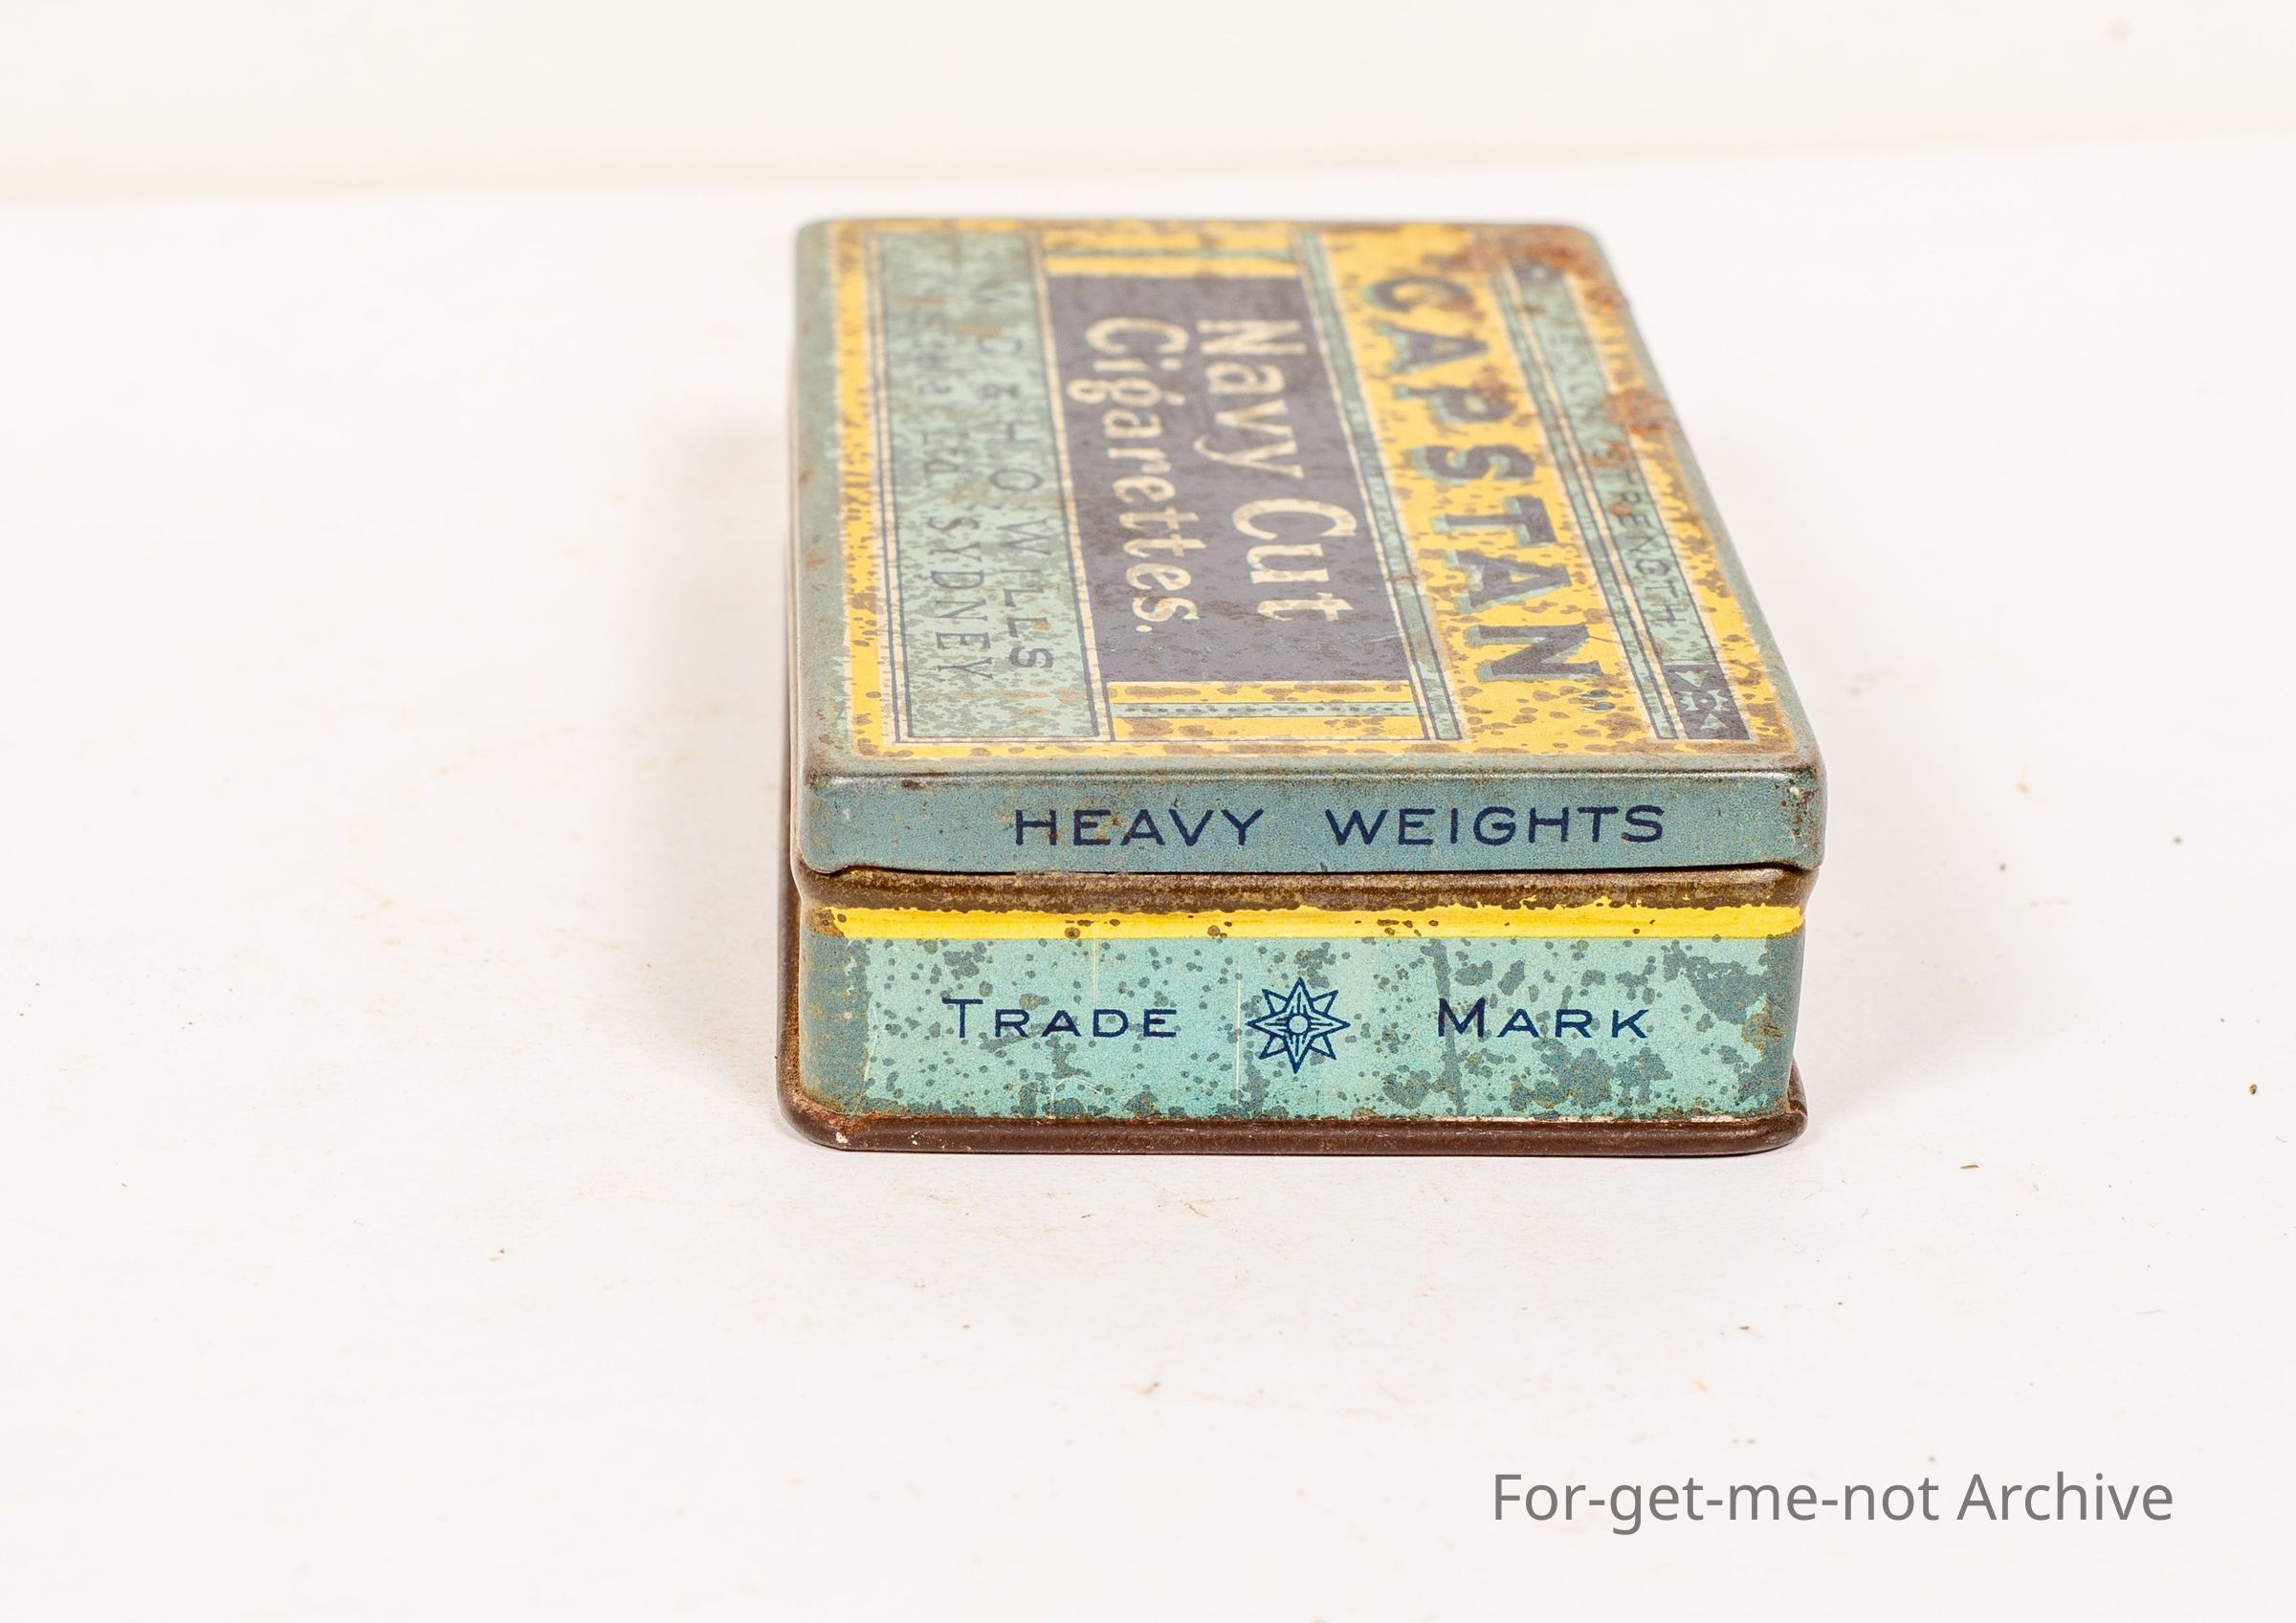 STRENGTH
"CAPSTAN"
Navy Cut
Cigarettes.
W.D. & H.O. WILLS
SYDNEY
HEAVY WEIGHTS
TRADE MARK
For-get-me-not Archive